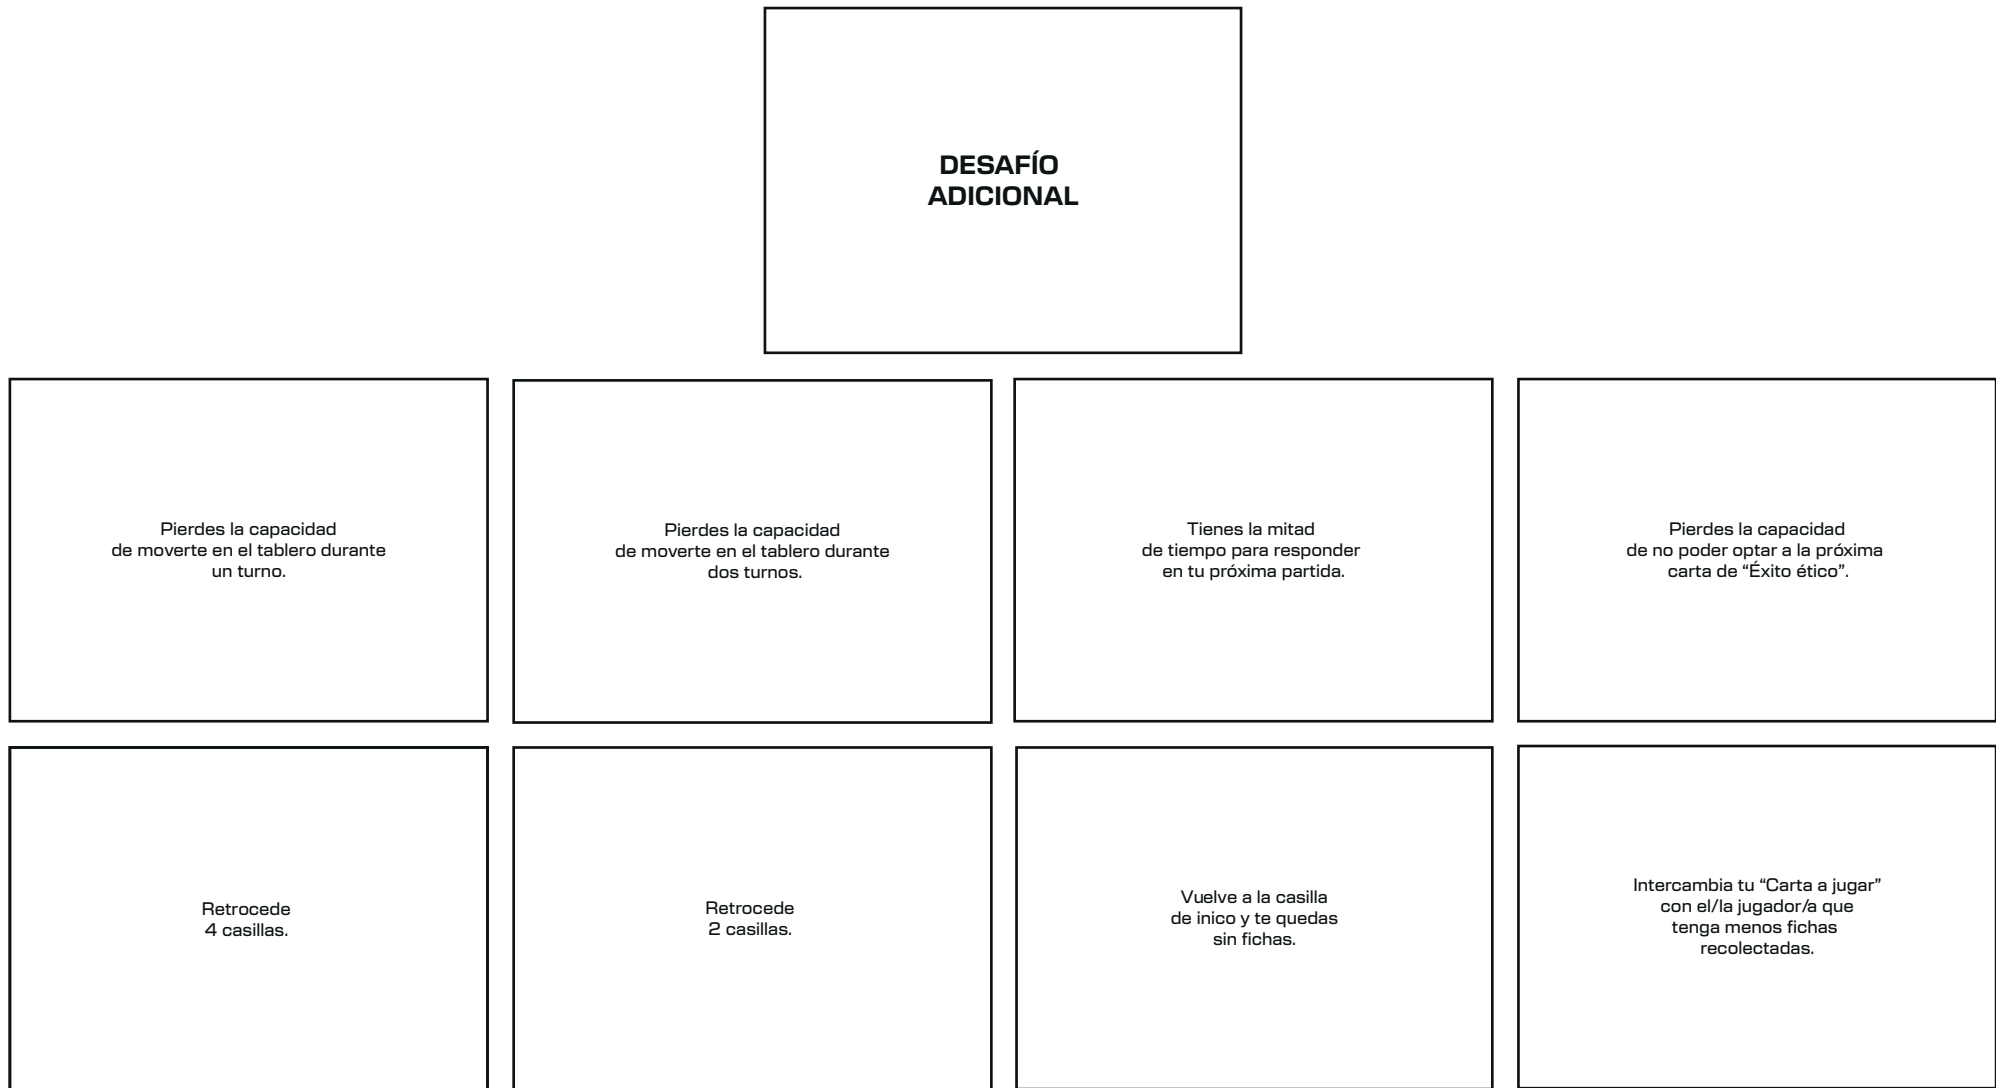 DESAFÍO
ADICIONAL
Pierdes la capacidad
de moverte en el tablero durante
un turno.
Pierdes la capacidad
de moverte en el tablero durante
dos turnos.
Tienes la mitad
de tiempo para responder
en tu próxima partida.
Pierdes la capacidad
de no poder optar a la próxima
carta de “Éxito ético”.
Retrocede
4 casillas.
Retrocede
2 casillas.
Vuelve a la casilla
de inico y te quedas
sin fichas.
Intercambia tu “Carta a jugar”
con el/la jugador/a que
tenga menos fichas
recolectadas.